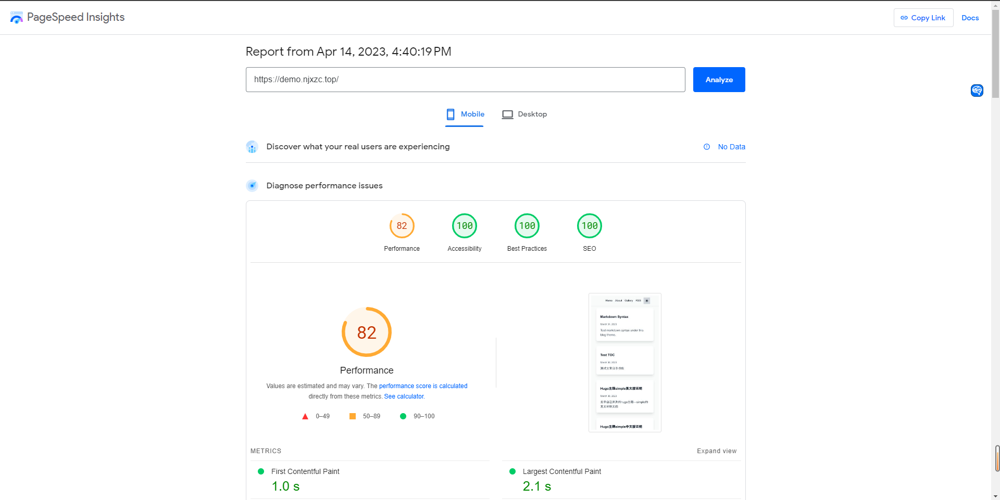 PageSpeed Insights
Copy Link
Docs
Report from Apr 14, 2023, 4:40:19 PM
https://demo.njxzc.top/
Analyze
Mobile
Desktop
Discover what your real users are experiencing
No Data
Diagnose performance issues
82
100
100
100
Performance
Accessibility
Best Practices
SEO
82
Performance
Values are estimated and may vary. The performance score is calculated
directly from these metrics. See calculator.
0–49
50–89
90–100
Home About Gallery RSS
Markdown Syntax
March 31, 2023
Test markdown syntax under this
blog theme.
Test TOC
March 30, 2023
测试文章目录功能
Hugo主题simple英文版说明
March 30, 2023
关于自己开发的hugo主题—simple的
英文说明文档
Hugo主题simple中文版说明
METRICS
Expand view
First Contentful Paint
1.0 s
Largest Contentful Paint
2.1 s